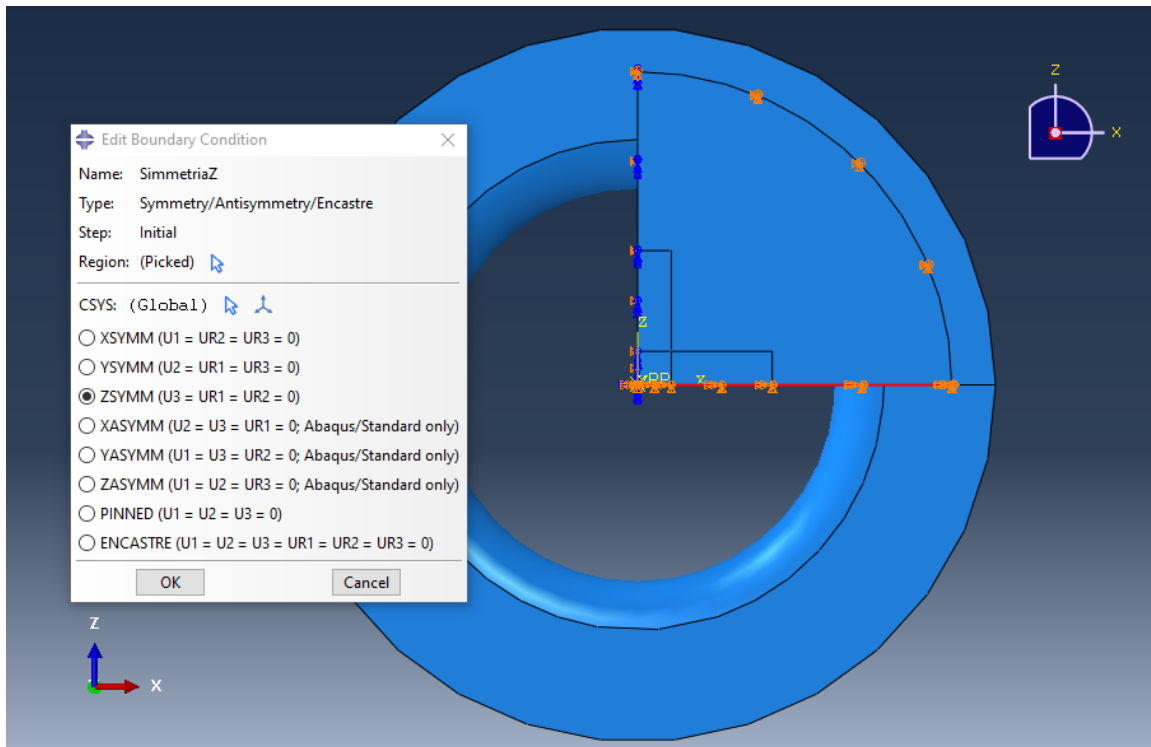 Edit Boundary Condition
Name: SimmetriaZ
Type: Symmetry/Antisymmetry/Encastre
Step: Initial
Region: (Picked)
CSYS: (Global)
XSYMM (U1 = UR2 = UR3 = 0)
YSYMM (U2 = UR1 = UR3 = 0)
ZSYMM (U3 = UR1 = UR2 = 0)
XASYMM (U2 = U3 = UR1 = 0; Abaqus/Standard only)
YASYMM (U1 = U3 = UR2 = 0; Abaqus/Standard only)
ZASYMM (U1 = U2 = UR3 = 0; Abaqus/Standard only)
PINNED (U1 = U2 = U3 = 0)
ENCASTRE (U1 = U2 = U3 = UR1 = UR2 = UR3 = 0)
OK Cancel
Z
X
Z
X
Z
X